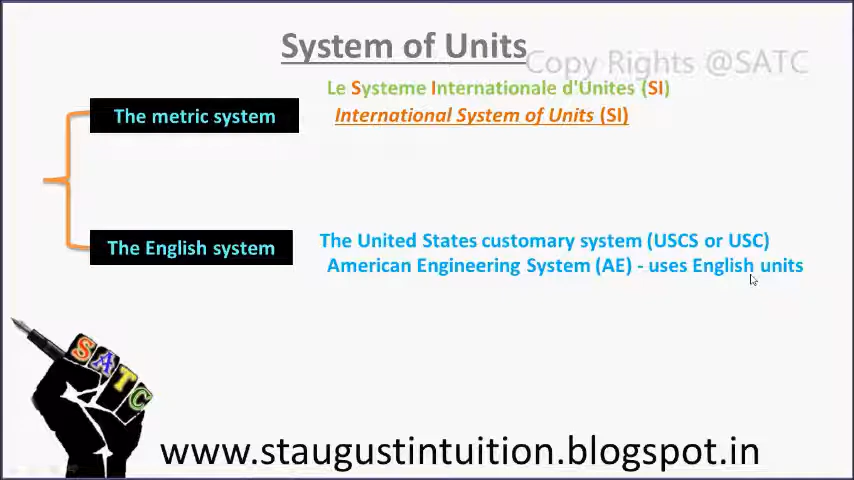 System of Units
Copy Rights @SATC
Le Systeme Internationale d'Unites (SI)
The metric system
International System of Units (SI)
The English system
The United States customary system (USCS or USC)
American Engineering System (AE) - uses English units
SATC
www.staugustintuition.blogspot.in